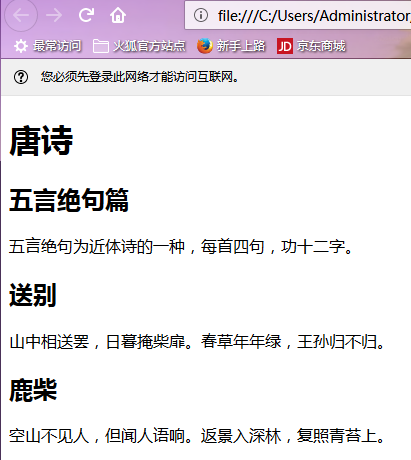 file:///C:/Users/Administrator
最常访问 火狐官方站点 新手上路 JD 京东商城
您必须先登录此网络才能访问互联网。
唐诗
五言绝句篇
五言绝句为近体诗的一种，每首四句，功十二字。
送别
山中相送罢，日暮掩柴扉。春草年年绿，王孙归不归。
鹿柴
空山不见人，但闻人语响。返景入深林，复照青苔上。